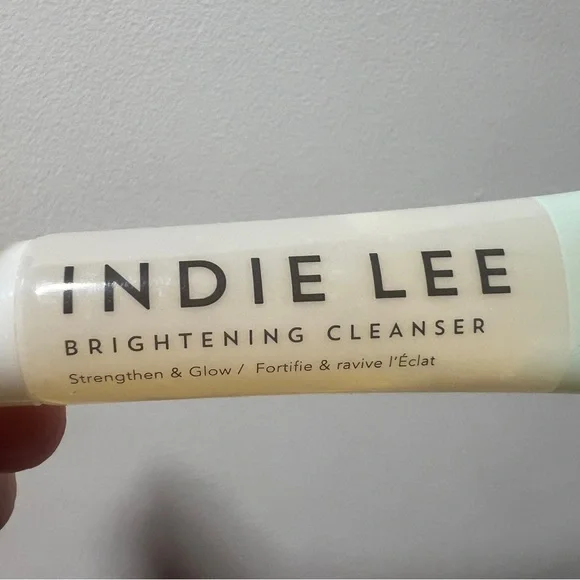 INDIE LEE
BRIGHTENING CLEANSER
Strengthen & Glow / Fortifie & ravive l'Éclat